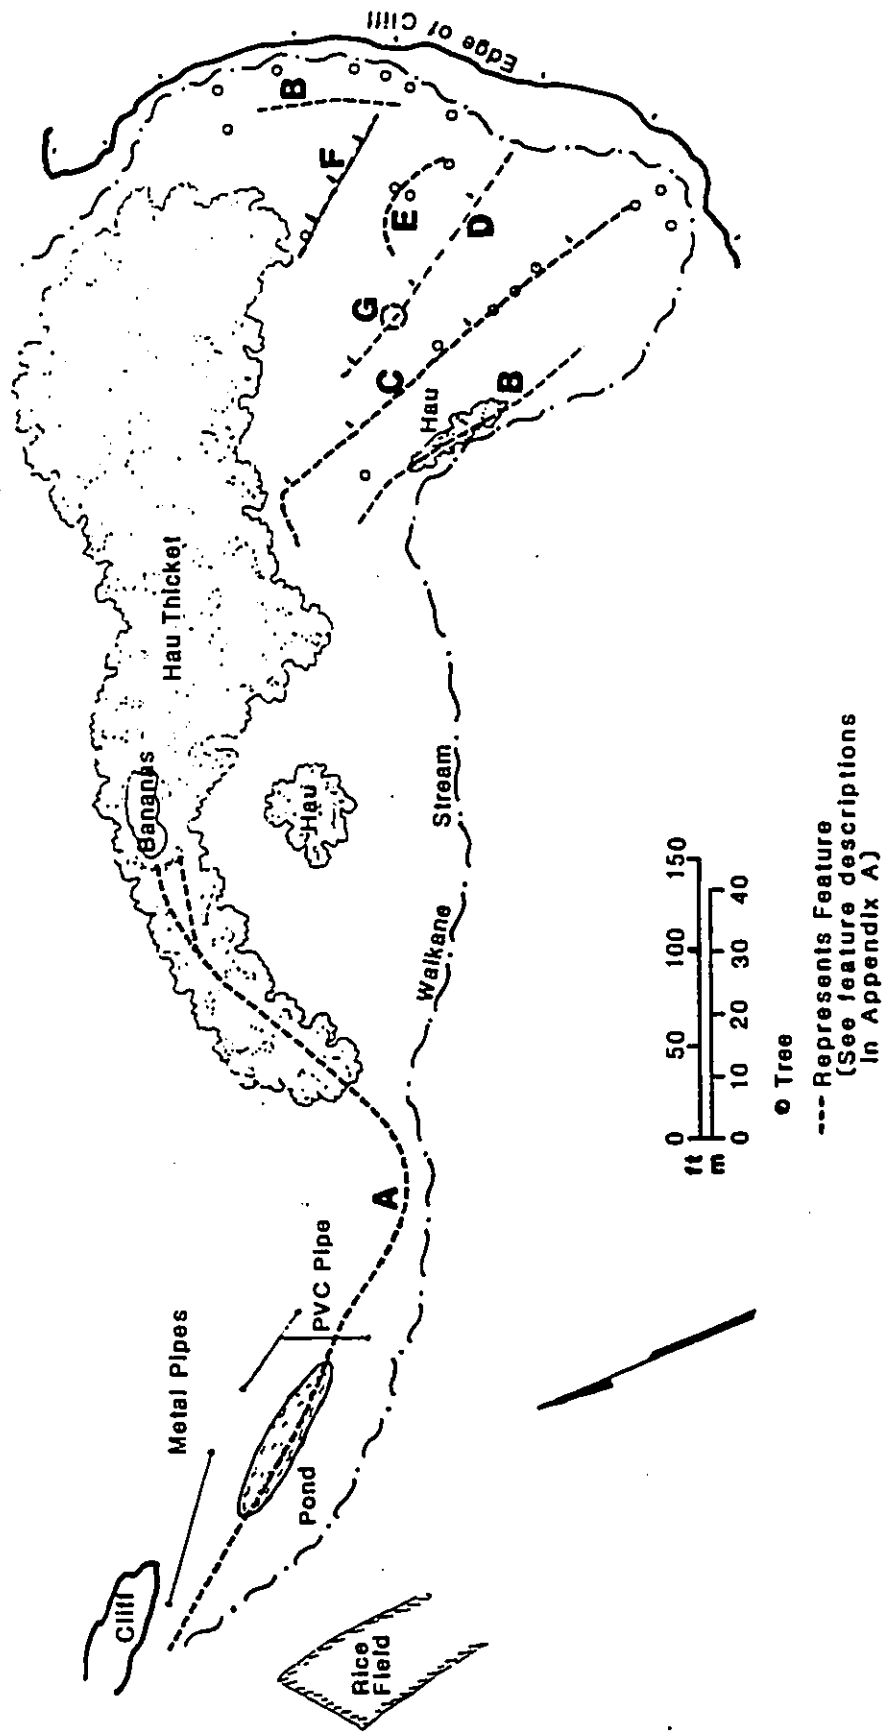 Edge of Cliff
B
F
E
D
G
C
Hau
B
Hau Thicket
Bananas
Hau
Waikane Stream
A
PVC Pipe
Metal Pipes
Pond
Cliff
Rice
Field
ft 0 50 100 150
m 0 10 20 30 40
Tree
--- Represents Feature
(See feature descriptions
In Appendix A)